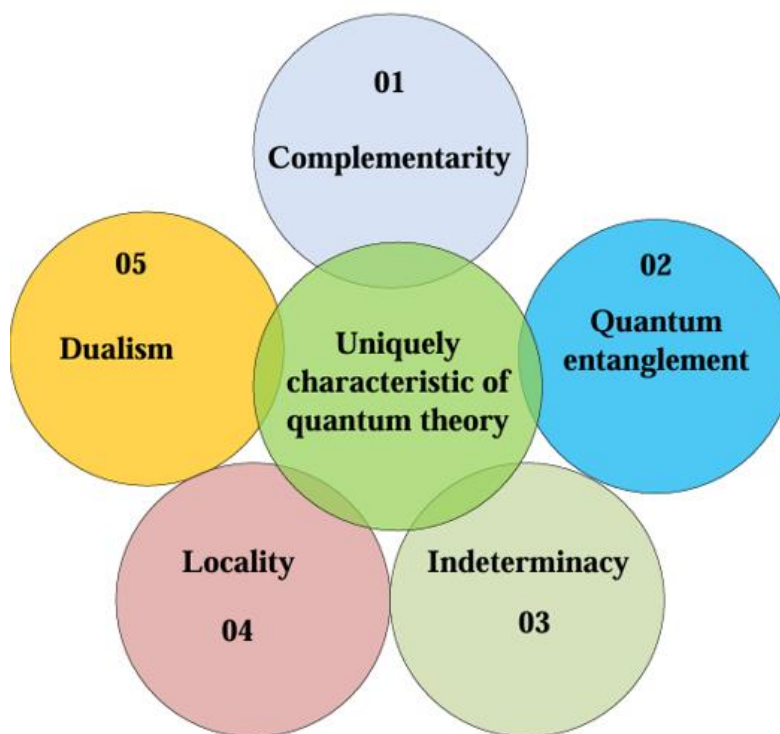 01
Complementarity
02
Quantum
entanglement
Indeterminacy
03
Locality
04
05
Dualism
Uniquely
characteristic of
quantum theory